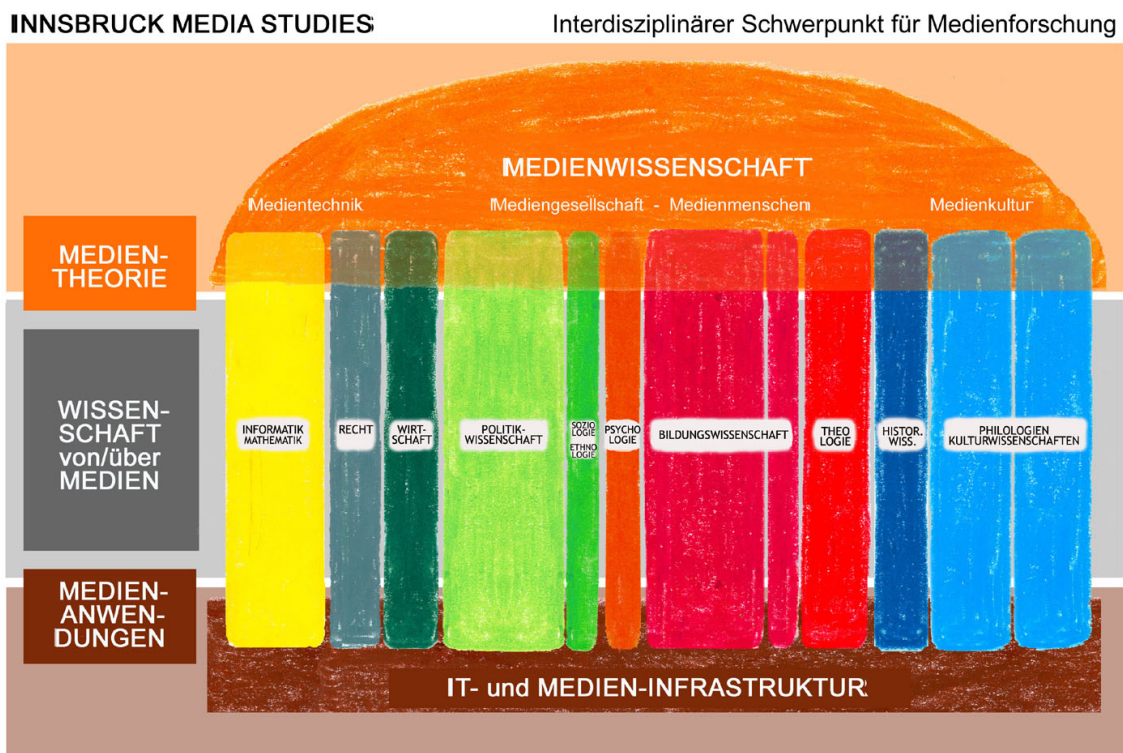 INNSBRUCK MEDIA STUDIES
Interdisziplinärer Schwerpunkt für Medienforschung
MEDIENWISSENSCHAFT
Medientechnik
Mediengesellschaft - Medienmenschen
Medienkultur
MEDIEN-
THEORIE
WISSEN-
SCHAFT
von/über
MEDIEN
INFORMATIK
MATHEMATIK
RECHT
WIRT-
SCHAFT
POLITIK-
WISSENSCHAFT
SOZIO
LOGIE
ETHNO
LOGIE
PSYCHO
LOGIE
BILDUNGSWISSENSCHAFT
THEO
LOGIE
HISTOR.
WISS.
PHILOLOGIEN
KULTURWISSENSCHAFTEN
MEDIEN-
ANWEN-
DUNGEN
IT- und MEDIEN-INFRASTRUKTUR